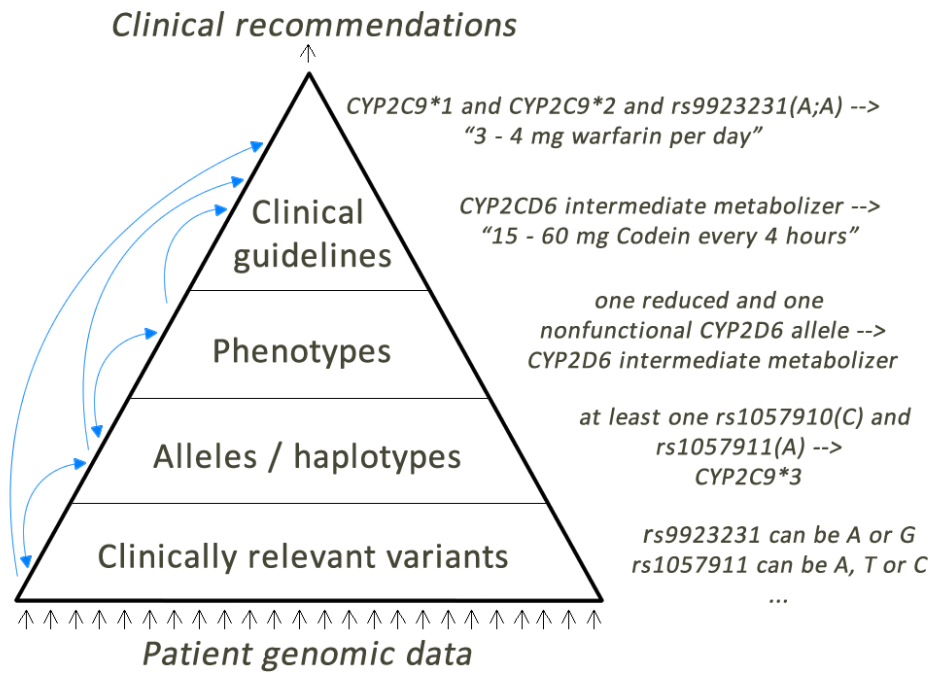 Clinical recommendations
CYP2C9*1 and CYP2C9*2 and rs9923231(A;A) -->
“3 - 4 mg warfarin per day”
Clinical
guidelines
CYP2CD6 intermediate metabolizer -->
“15 - 60 mg Codein every 4 hours”
Phenotypes
one reduced and one
nonfunctional CYP2D6 allele -->
CYP2D6 intermediate metabolizer
Alleles / haplotypes
at least one rs1057910(C) and
rs1057911(A) -->
CYP2C9*3
Clinically relevant variants
rs9923231 can be A or G
rs1057911 can be A, T or C
...
Patient genomic data